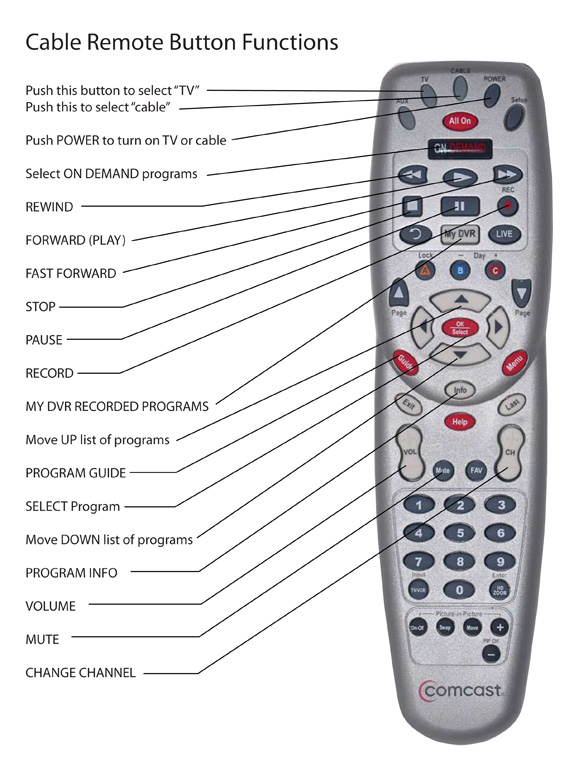 Cable Remote Button Functions
Push this button to select “TV”
Push this to select “cable”
Push POWER to turn on TV or cable
Select ON DEMAND programs
REWIND
FORWARD (PLAY)
FAST FORWARD
STOP
PAUSE
RECORD
MY DVR RECORDED PROGRAMS
Move UP list of programs
PROGRAM GUIDE
SELECT Program
Move DOWN list of programs
PROGRAM INFO
VOLUME
MUTE
CHANGE CHANNEL
CABLE
TV
POWER
AUX
Setup
All On
ON DEMAND
REC
My DVR
LIVE
Lock
- Day +
A
B
C
Page
Page
OK
Select
Guide
Menu
Info
Exit
Last
Help
VOL
CH
Mute
FAV
1 2 3
4 5 6
7 8 9
Input
Enter
TV/VCR
0
HD
ZOOM
Picture-in-Picture
On-Off
Swap
Move
+
PIP CH
−
comcast